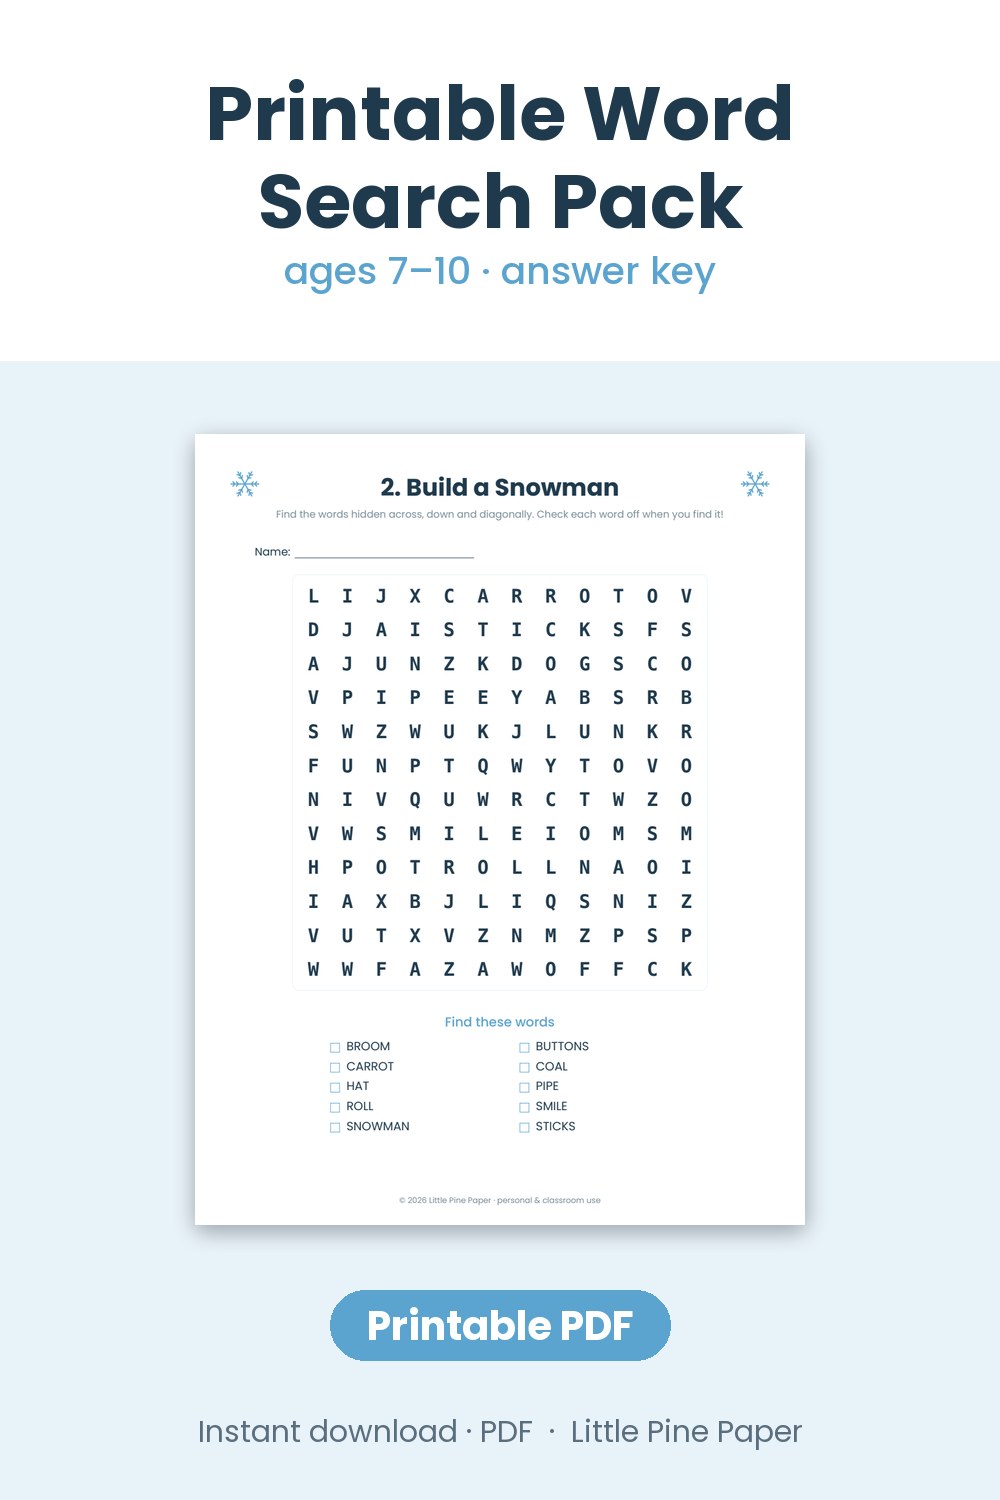 Printable Word
Search Pack
ages 7–10 · answer key
2. Build a Snowman
Find the words hidden across, down and diagonally. Check each word off when you find it!
Name:
L I J X C A R R O T O V
D J A I S T I C K S F S
A J U N Z K D O G S C O
V P I P E E Y A B S R B
S W Z W U K J L U N K R
F U N P T Q W Y T O V O
N I V Q U W R C T W Z O
V W S M I L E I O M S M
H P O T R O L L N A O I
I A X B J L I Q S N I Z
V U T X V Z N M Z P S P
W W F A Z A W O F F C K
Find these words
BROOM BUTTONS
CARROT COAL
HAT PIPE
ROLL SMILE
SNOWMAN STICKS
© 2026 Little Pine Paper · personal & classroom use
Printable PDF
Instant download · PDF · Little Pine Paper